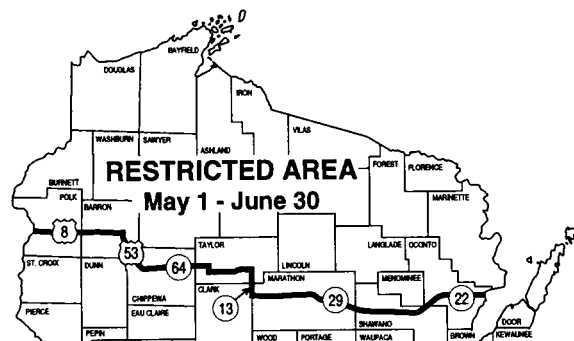 BAYFIELD
DOUGLAS
IRON
VILAS
WASHBURN
SAWYER
ASHLAND
FOREST
FLORENCE
RESTRICTED AREA
May 1 - June 30
BURNETT
POLK
BARRON
MARINETTE
8
53
64
TAYLOR
LINCOLN
LANGLADE
OCONTO
ST. CROIX
DUNN
CHIPPEWA
CLARK
MARATHON
MENOMINEE
13
29
22
PIERCE
EAU CLAIRE
PEPIN
WOOD
PORTAGE
SHAWANO
WAUPACA
BROWN
DOOR
KEWAUNEE